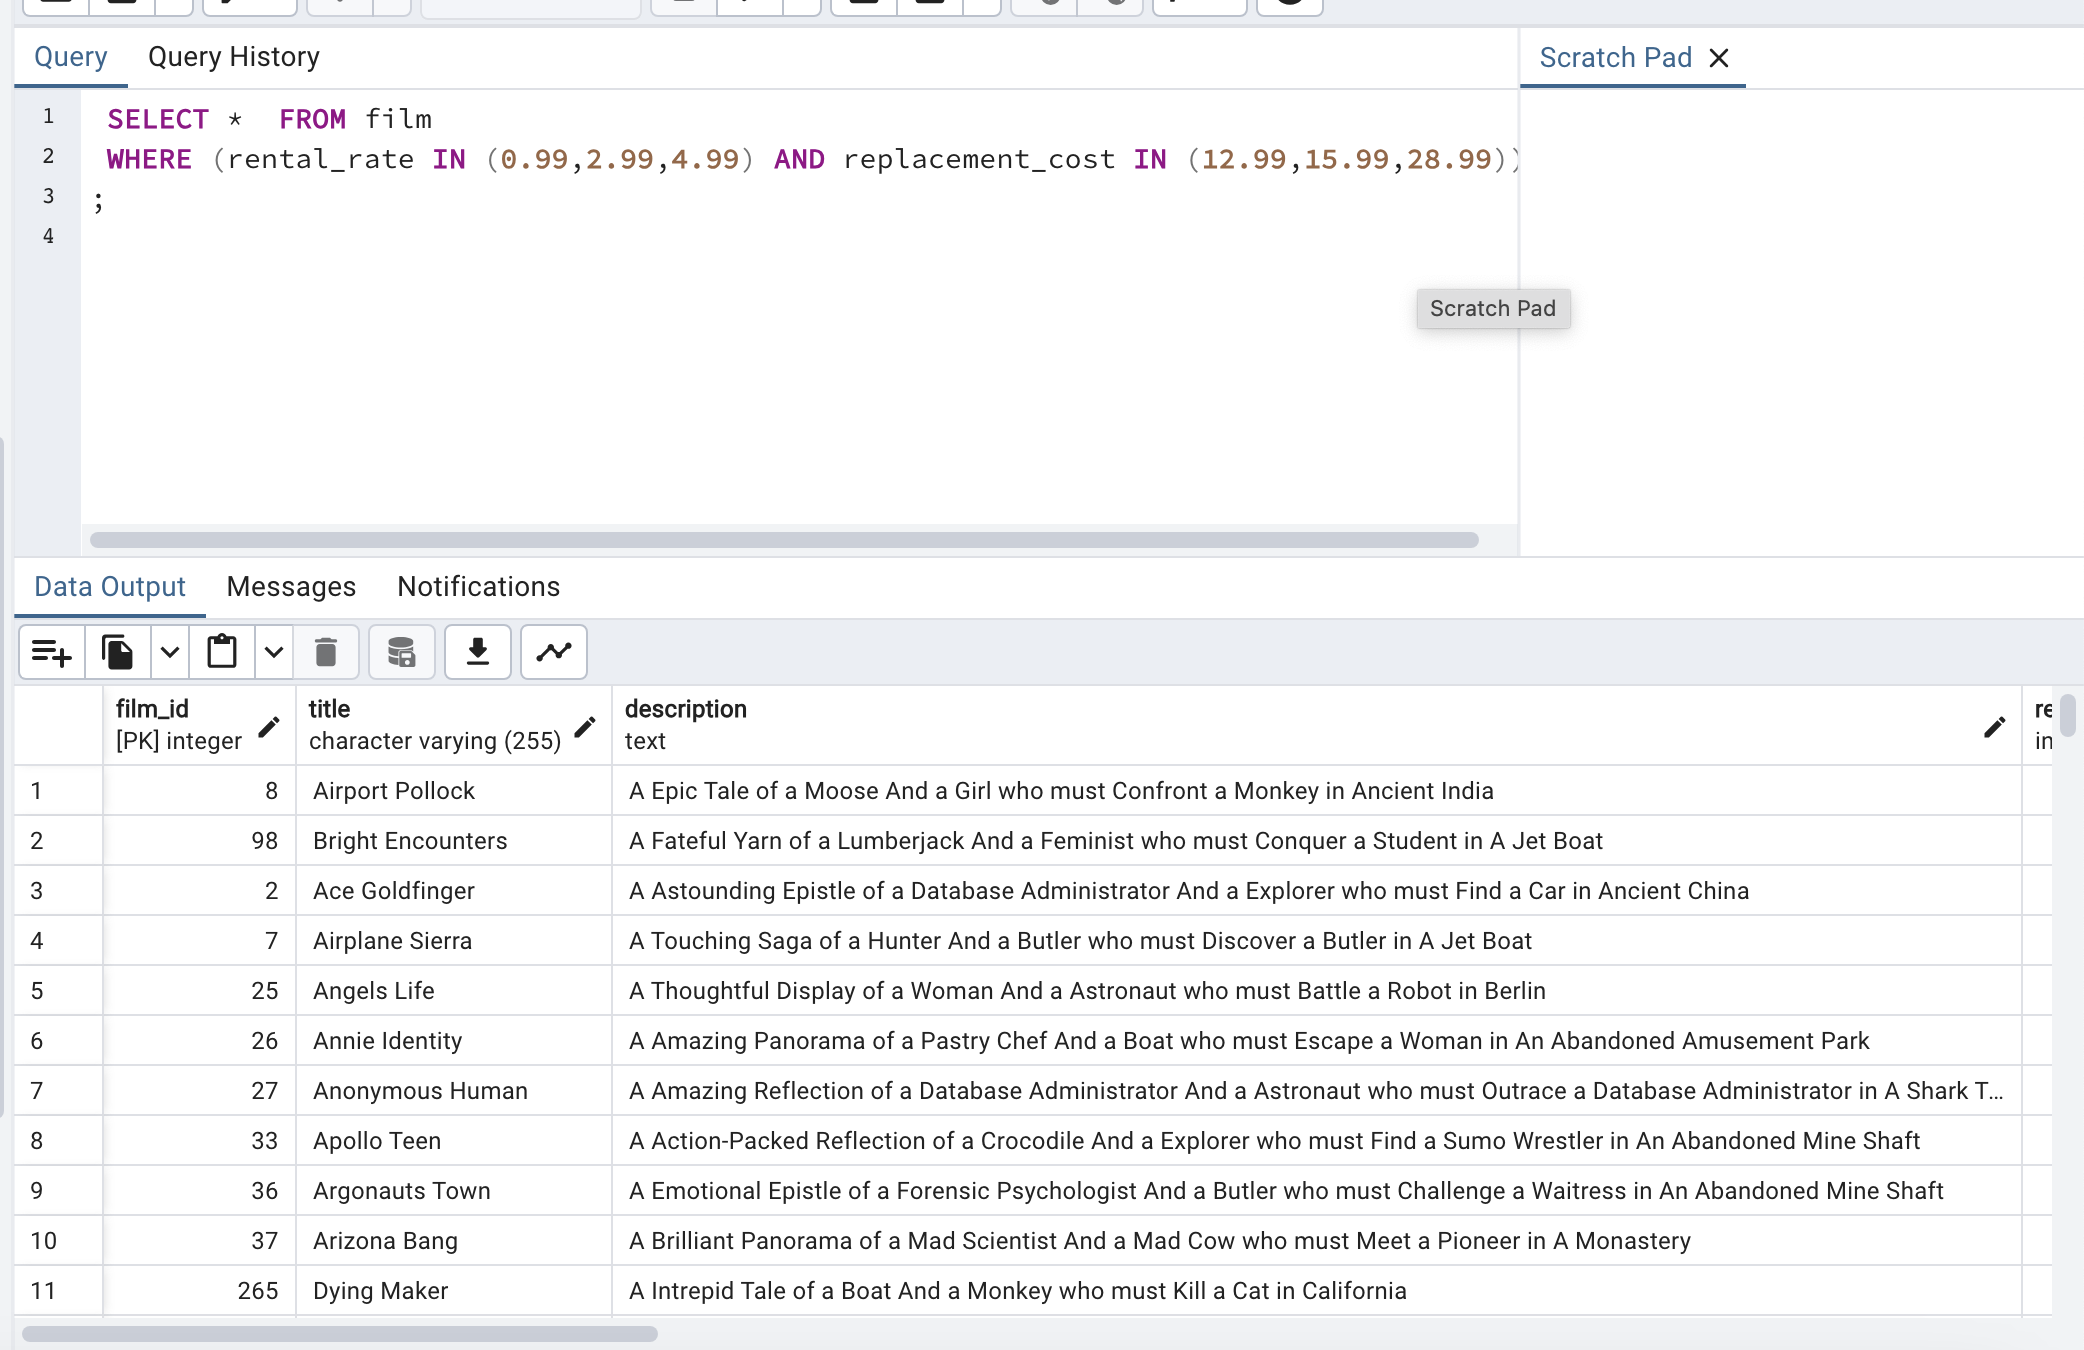 Query Query History Scratch Pad
1 SELECT * FROM film
2 WHERE (rental_rate IN (0.99,2.99,4.99) AND replacement_cost IN (12.99,15.99,28.99))
3 ;
4
Scratch Pad
Data Output Messages Notifications
film_id title description re
[PK] integer character varying (255) text in
1 8 Airport Pollock A Epic Tale of a Moose And a Girl who must Confront a Monkey in Ancient India
2 98 Bright Encounters A Fateful Yarn of a Lumberjack And a Feminist who must Conquer a Student in A Jet Boat
3 2 Ace Goldfinger A Astounding Epistle of a Database Administrator And a Explorer who must Find a Car in Ancient China
4 7 Airplane Sierra A Touching Saga of a Hunter And a Butler who must Discover a Butler in A Jet Boat
5 25 Angels Life A Thoughtful Display of a Woman And a Astronaut who must Battle a Robot in Berlin
6 26 Annie Identity A Amazing Panorama of a Pastry Chef And a Boat who must Escape a Woman in An Abandoned Amusement Park
7 27 Anonymous Human A Amazing Reflection of a Database Administrator And a Astronaut who must Outrace a Database Administrator in A Shark T...
8 33 Apollo Teen A Action-Packed Reflection of a Crocodile And a Explorer who must Find a Sumo Wrestler in An Abandoned Mine Shaft
9 36 Argonauts Town A Emotional Epistle of a Forensic Psychologist And a Butler who must Challenge a Waitress in An Abandoned Mine Shaft
10 37 Arizona Bang A Brilliant Panorama of a Mad Scientist And a Mad Cow who must Meet a Pioneer in A Monastery
11 265 Dying Maker A Intrepid Tale of a Boat And a Monkey who must Kill a Cat in California